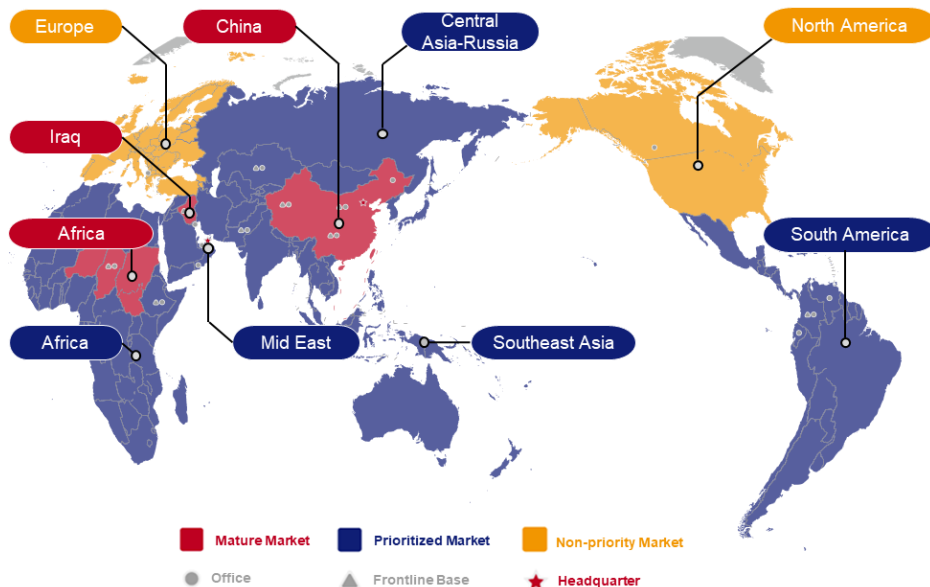 Europe
China
Central
Asia-Russia
North America
Iraq
Africa
South America
Africa
Mid East
Southeast Asia
Mature Market
Prioritized Market
Non-priority Market
Office
Frontline Base
Headquarter